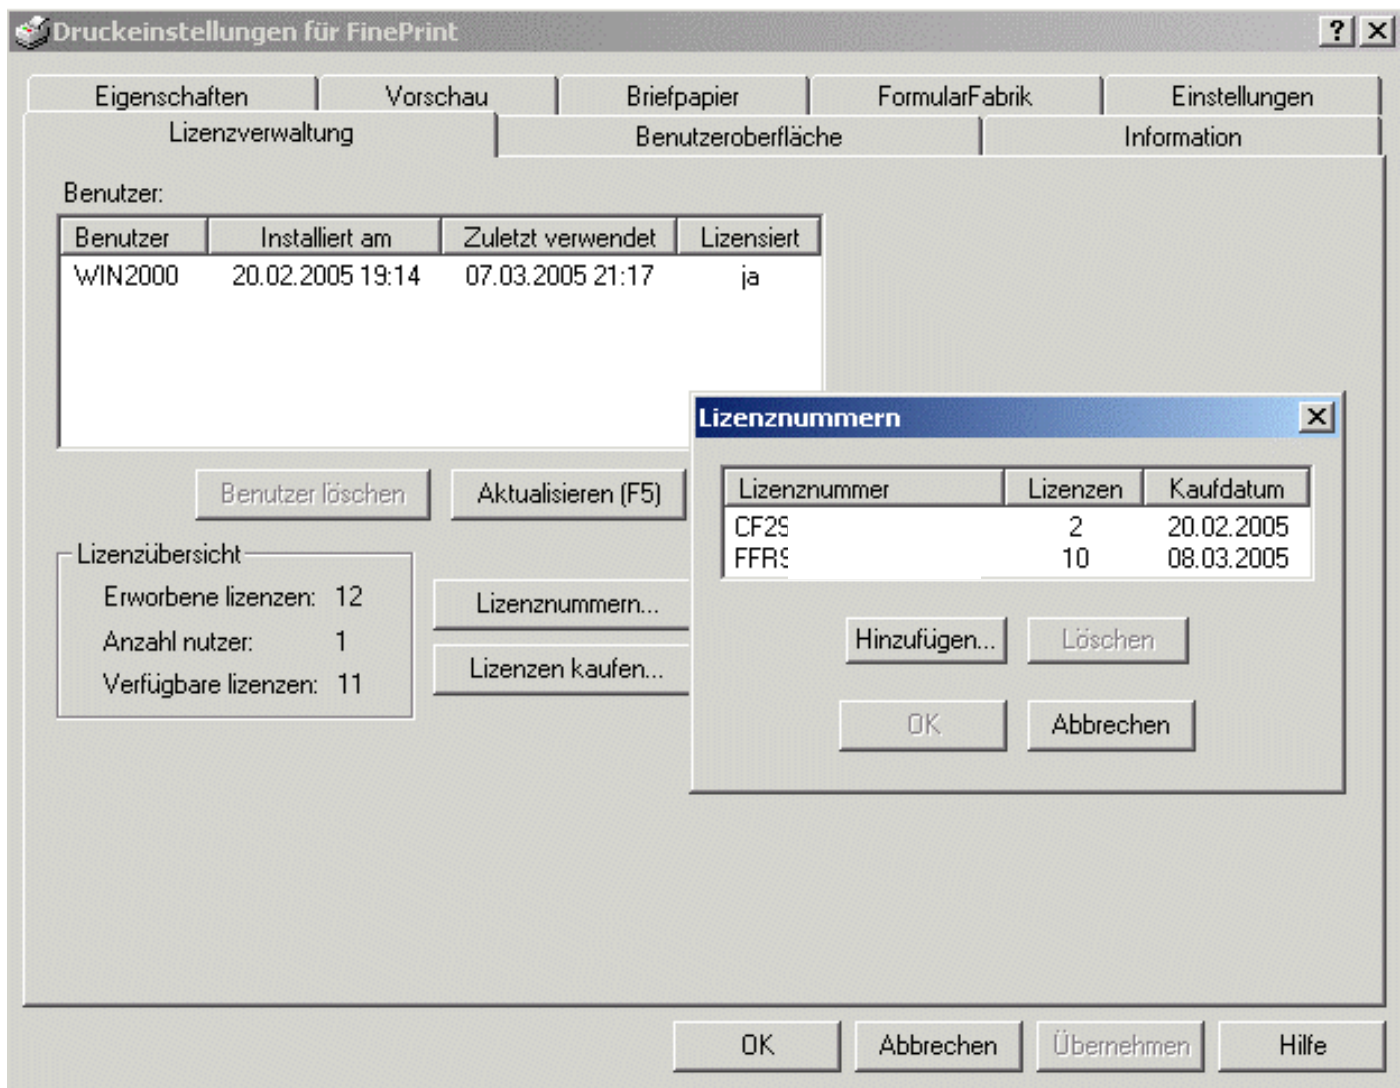 Druckeinstellungen für FinePrint
Eigenschaften Vorschau Briefpapier FormularFabrik Einstellungen
Lizenzverwaltung Benutzeroberfläche Information
Benutzer:
Benutzer Installiert am Zuletzt verwendet Lizensiert
WIN2000 20.02.2005 19:14 07.03.2005 21:17 ja
Benutzer löschen Aktualisieren (F5)
Lizenzübersicht
Erworbene lizenzen: 12
Anzahl nutzer: 1
Verfügbare lizenzen: 11
Lizenznummern...
Lizenzen kaufen...
Lizenznummern
Lizenznummer Lizenzen Kaufdatum
CF2S 2 20.02.2005
FFRS 10 08.03.2005
Hinzufügen... Löschen
OK Abbrechen
OK Abbrechen Übernehmen Hilfe